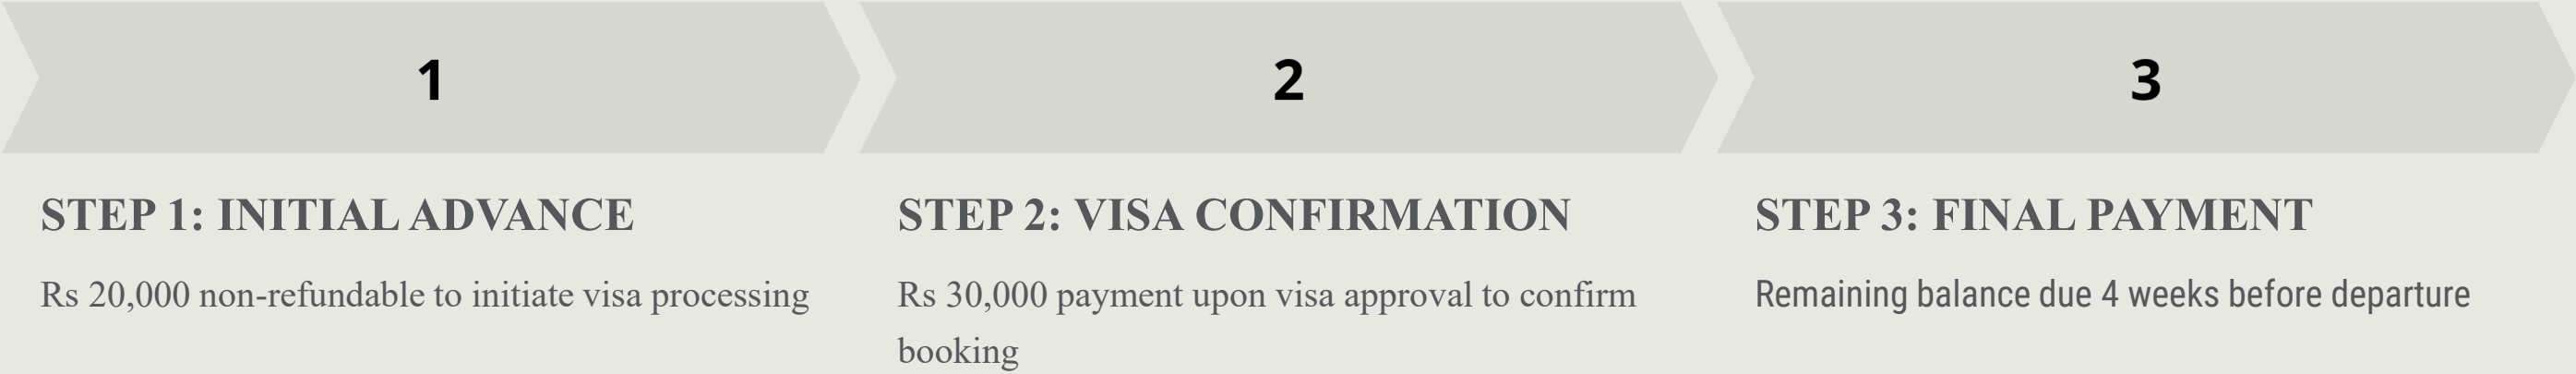 1
2
3
STEP 1: INITIAL ADVANCE
Rs 20,000 non-refundable to initiate visa processing
STEP 2: VISA CONFIRMATION
Rs 30,000 payment upon visa approval to confirm
booking
STEP 3: FINAL PAYMENT
Remaining balance due 4 weeks before departure